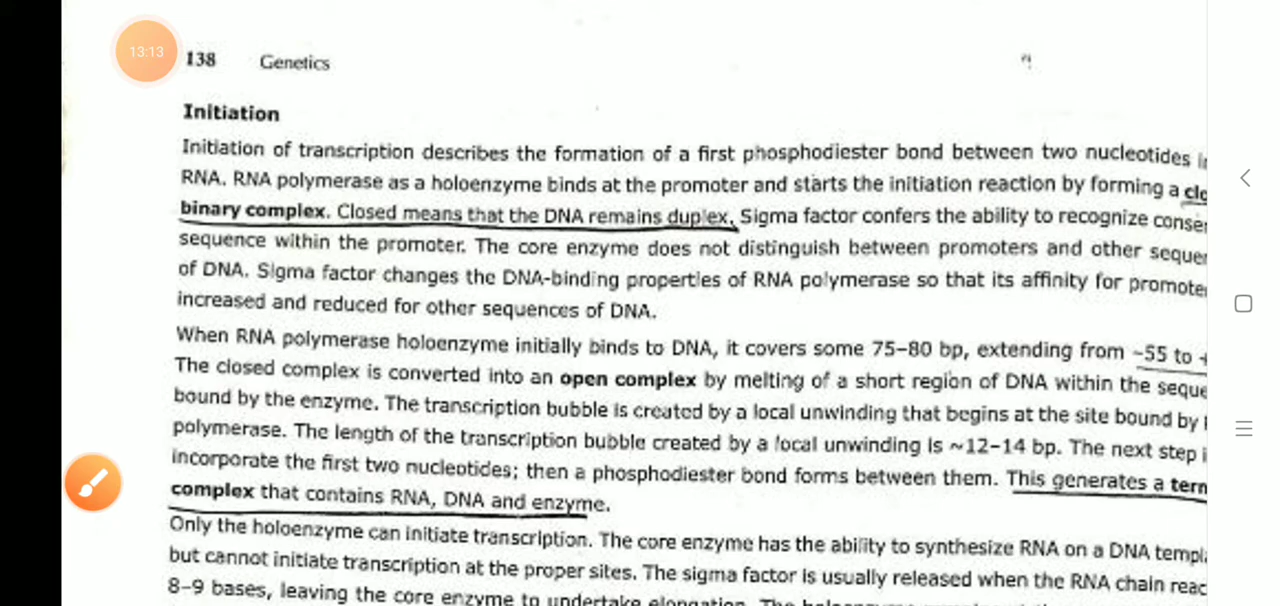 13:13
138 Genetics
Initiation
Initiation of transcription describes the formation of a first phosphodiester bond between two nucleotides
RNA. RNA polymerase as a holoenzyme binds at the promoter and starts the initiation reaction by forming a clo
binary complex. Closed means that the DNA remains duplex. Sigma factor confers the ability to recognize conser
sequence within the promoter. The core enzyme does not distinguish between promoters and other sequen
of DNA. Sigma factor changes the DNA-binding properties of RNA polymerase so that its affinity for promote
increased and reduced for other sequences of DNA.
When RNA polymerase holoenzyme initially binds to DNA, it covers some 75–80 bp, extending from –55 to +
The closed complex is converted into an open complex by melting of a short region of DNA within the seque
bound by the enzyme. The transcription bubble is created by a local unwinding that begins at the site bound by
polymerase. The length of the transcription bubble created by a local unwinding is ~12–14 bp. The next step i
incorporate the first two nucleotides; then a phosphodiester bond forms between them. This generates a tern
complex that contains RNA, DNA and enzyme.
Only the holoenzyme can initiate transcription. The core enzyme has the ability to synthesize RNA on a DNA templa
but cannot initiate transcription at the proper sites. The sigma factor is usually released when the RNA chain reac
8–9 bases, leaving the core enzyme to undertake elongation. The